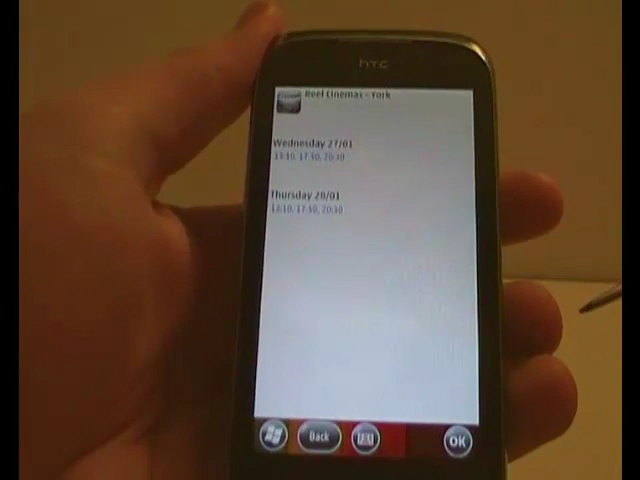 hTC
Reel Cinemas - York
Wednesday 27/01
13:10, 17:50, 20:30
Thursday 28/01
13:10, 17:50, 20:30
Back
OK